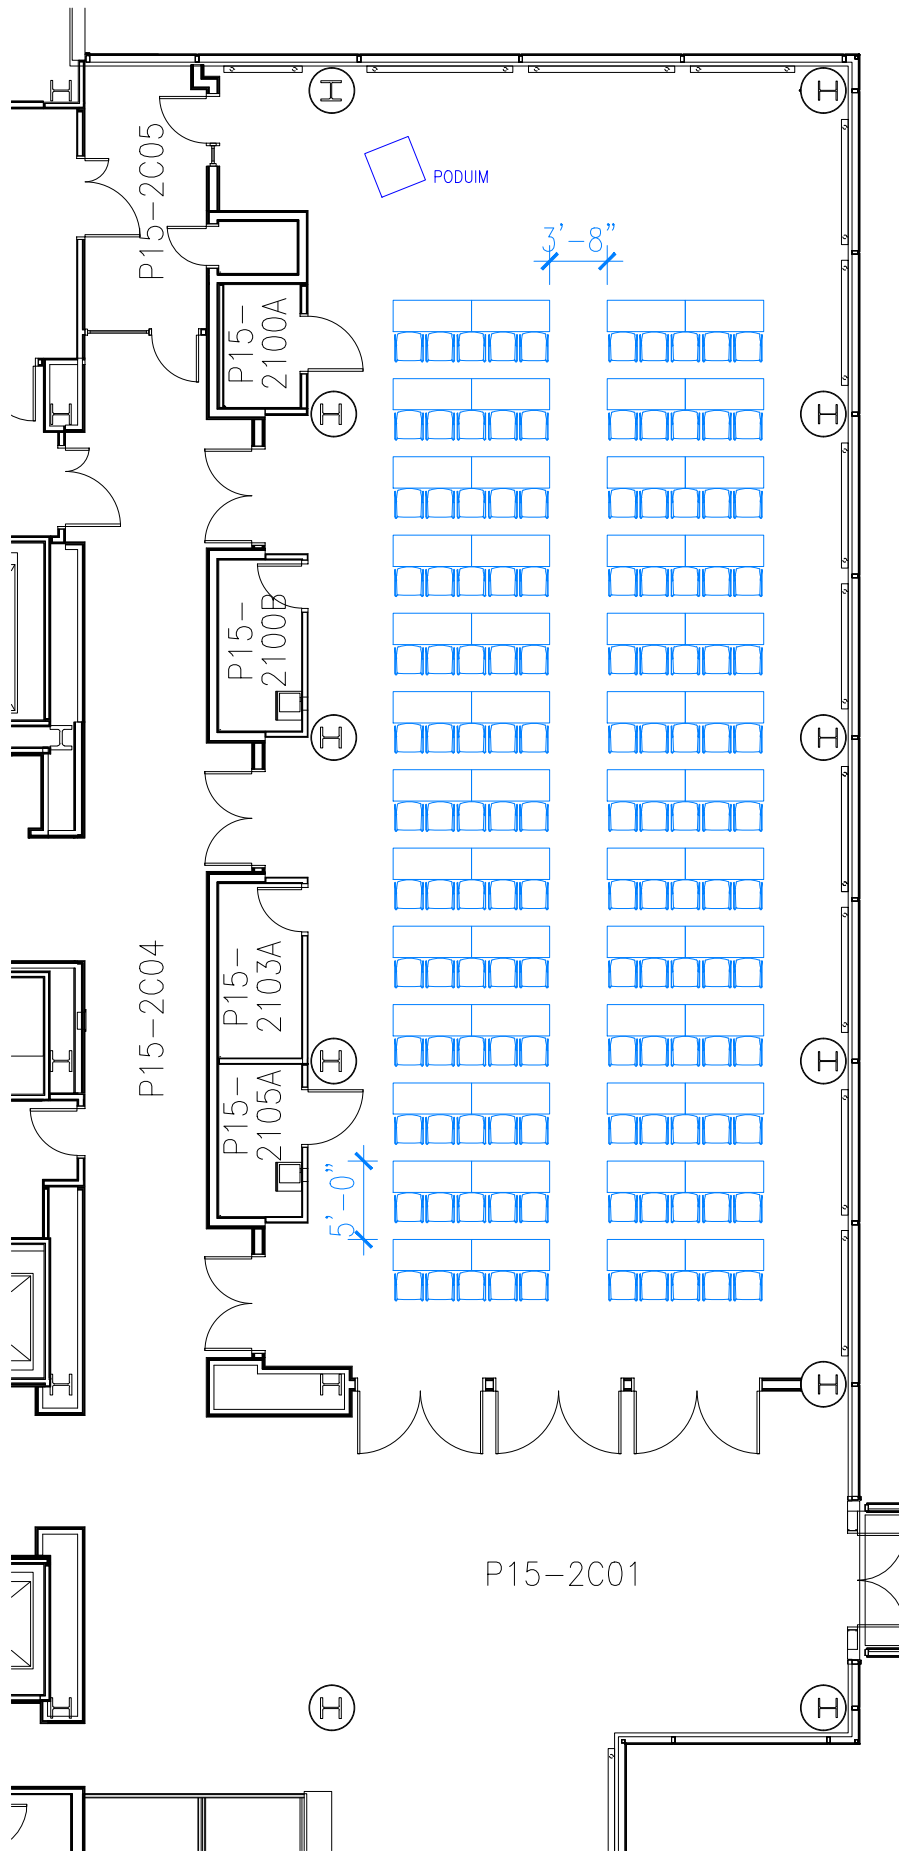 P15-2C05
PODUIM
3'-8"
P15-
2100A
P15-
2100B
P15-2C04
P15-
2103A
P15-
2105A
5'-0"
P15-2C01